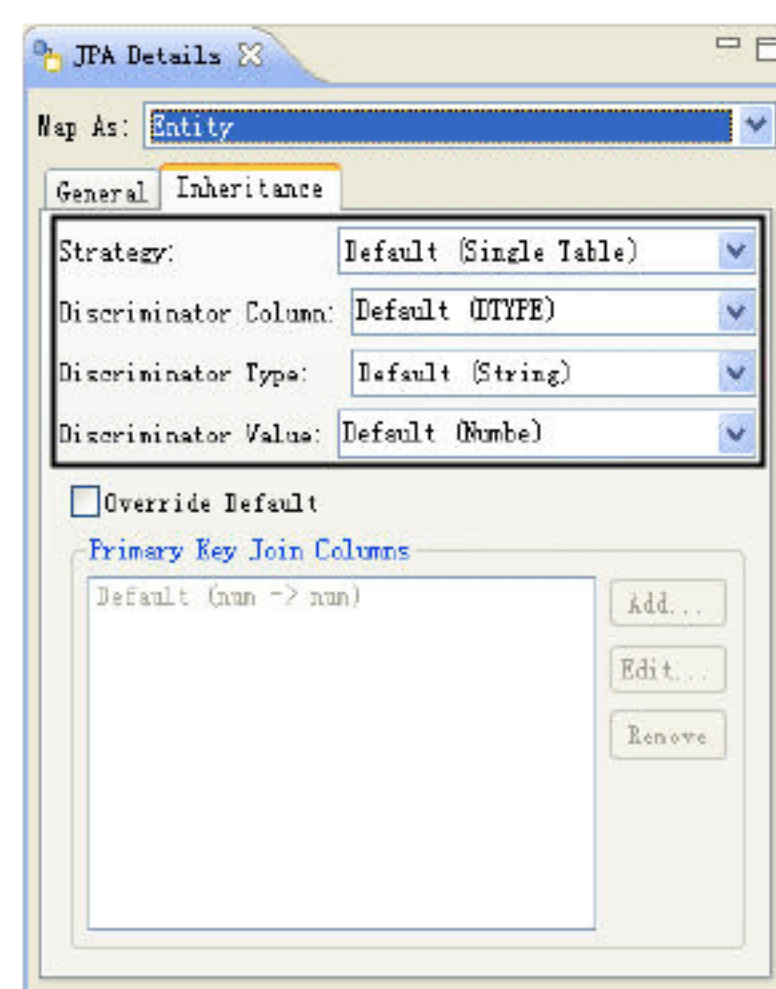 JPA Details
Map As: Entity
General Inheritance
Strategy: Default (Single Table)
Discriminator Column: Default (DTYPE)
Discriminator Type: Default (String)
Discriminator Value: Default (Numbe)
Override Default
Primary Key Join Columns
Default (num -> num)
Add...
Edit...
Remove